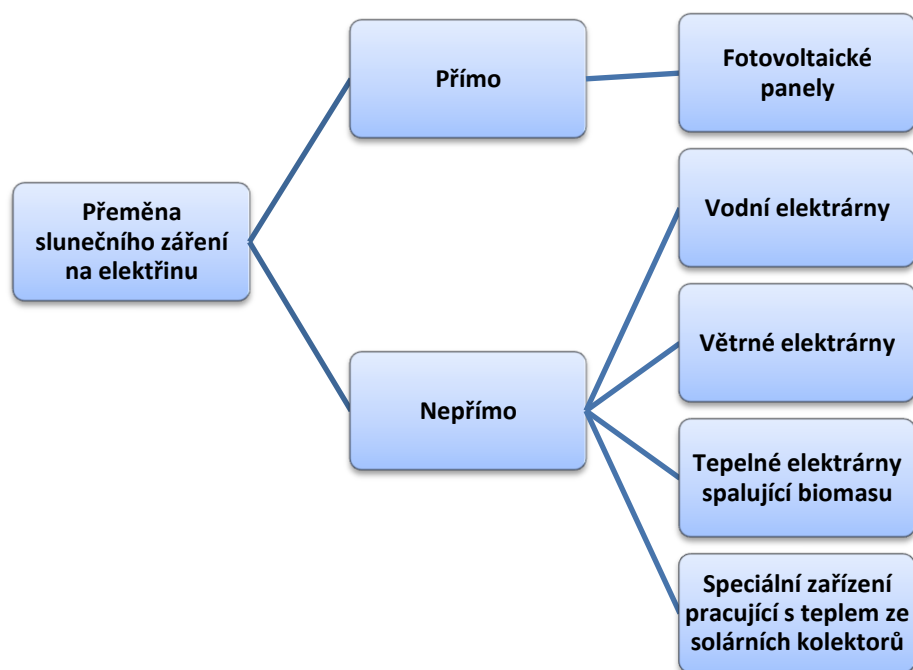 Přeměna
slunečního záření
na elektřinu
Přímo
Fotovoltaické
panely
Nepřímo
Vodní elektrárny
Větrné elektrárny
Tepelné elektrárny
spalující biomasu
Speciální zařízení
pracující s teplem ze
solárních kolektorů